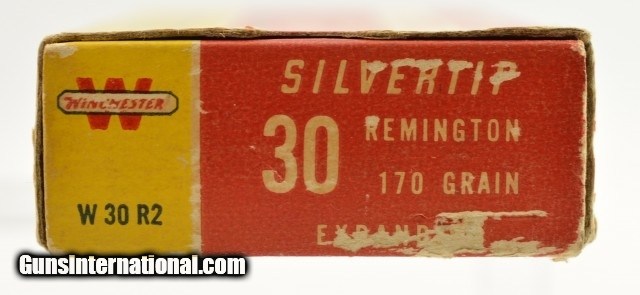 WINCHESTER
W
W 30 R2
SILVERTIP
30 REMINGTON
170 GRAIN
GunsInternational.com